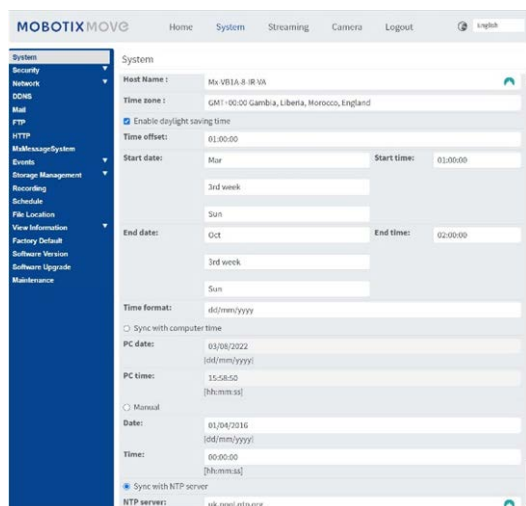 MOBOTIXMOVE
Home System Streaming Camera Logout English
System
Security
Network
DDNS
Mail
FTP
HTTP
MxMessageSystem
Events
Storage Management
Recording
Schedule
File Location
View Information
Factory Default
Software Version
Software Upgrade
Maintenance
System
Host Name : Mx-VB1A-8-IR-VA
Time zone : GMT+00:00 Gambia, Liberia, Morocco, England
Enable daylight saving time
Time offset: 01:00:00
Start date: Mar Start time: 01:00:00
3rd week
Sun
End date: Oct End time: 02:00:00
3rd week
Sun
Time format: dd/mm/yyyy
Sync with computer time
PC date: 03/08/2022
[dd/mm/yyyy]
PC time: 15:58:50
[hh:mm:ss]
Manual
Date: 01/04/2016
[dd/mm/yyyy]
Time: 00:00:00
[hh:mm:ss]
Sync with NTP server
NTP server: uk.pool.ntp.org